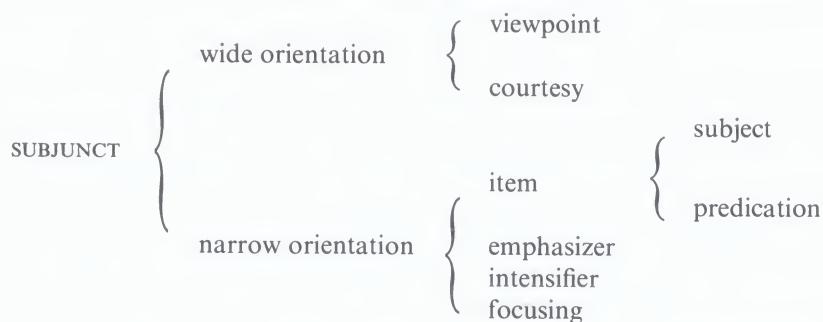 viewpoint
wide orientation
courtesy
SUBJUNCT
subject
item
predication
narrow orientation
emphasizer
intensifier
focusing